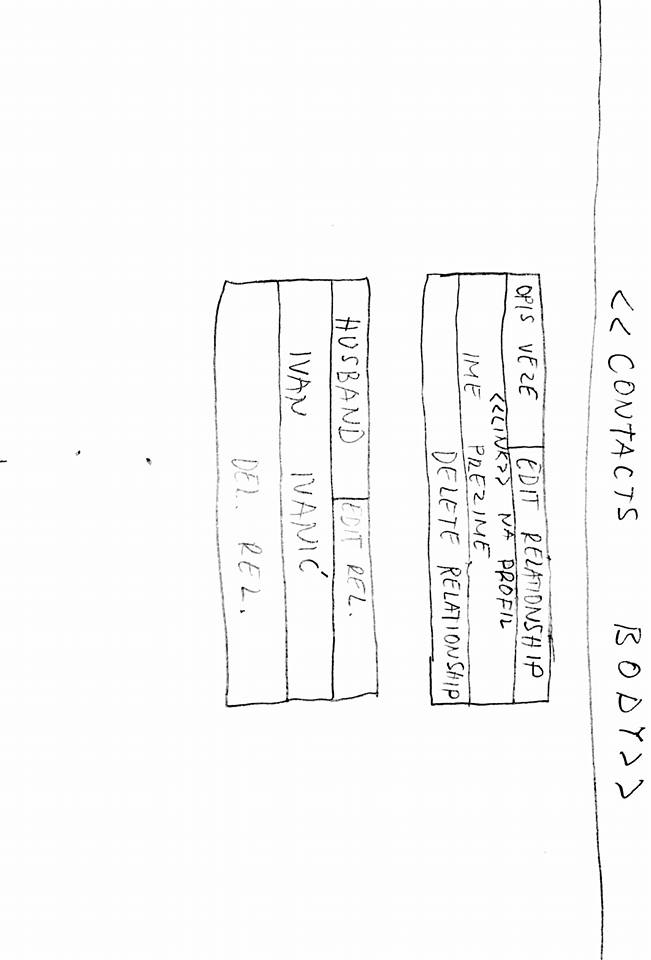 <<CONTACTS BODY>>
OPIS VEZE EDIT RELATIONSHIP
<<LINK>> NA PROFIL
IME PREZIME
DELETE RELATIONSHIP
HUSBAND EDIT REL.
IVAN IVANIĆ
DEL. REL.